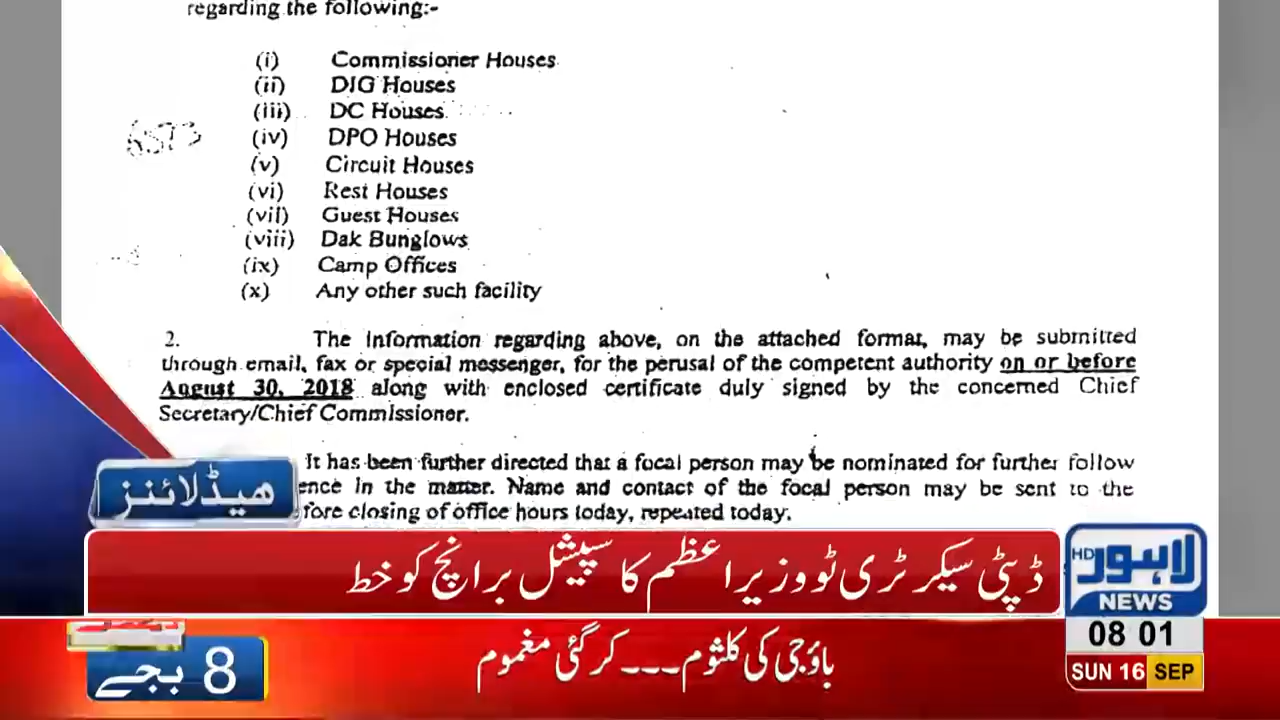 regarding the following:-
(i) Commissioner Houses
(ii) DIG Houses
(iii) DC Houses
(iv) DPO Houses
(v) Circuit Houses
(vi) Rest Houses
(vii) Guest Houses
(viii) Dak Bunglows
(ix) Camp Offices
(x) Any other such facility
6573
2. The Information regarding above, on the attached format, may be submitted
through email, fax or special messenger, for the perusal of the competent authority on or before
August 30, 2018 along with enclosed certificate duly signed by the concerned Chief
Secretary/Chief Commissioner.
It has been further directed that a focal person may be nominated for further follow
ence in the matter. Name and contact of the focal person may be sent to the
fore closing of office hours today, repeated today.
ہیڈلائنز
ڈپٹی سیکرٹری ٹو وزیراعظم کا سپیشل برانچ کو خط
HD لاہور
NEWS
08 01
SUN 16 SEP
8 بجے
باؤجی کی کلثوم ۔۔۔ کر گئی مغموم